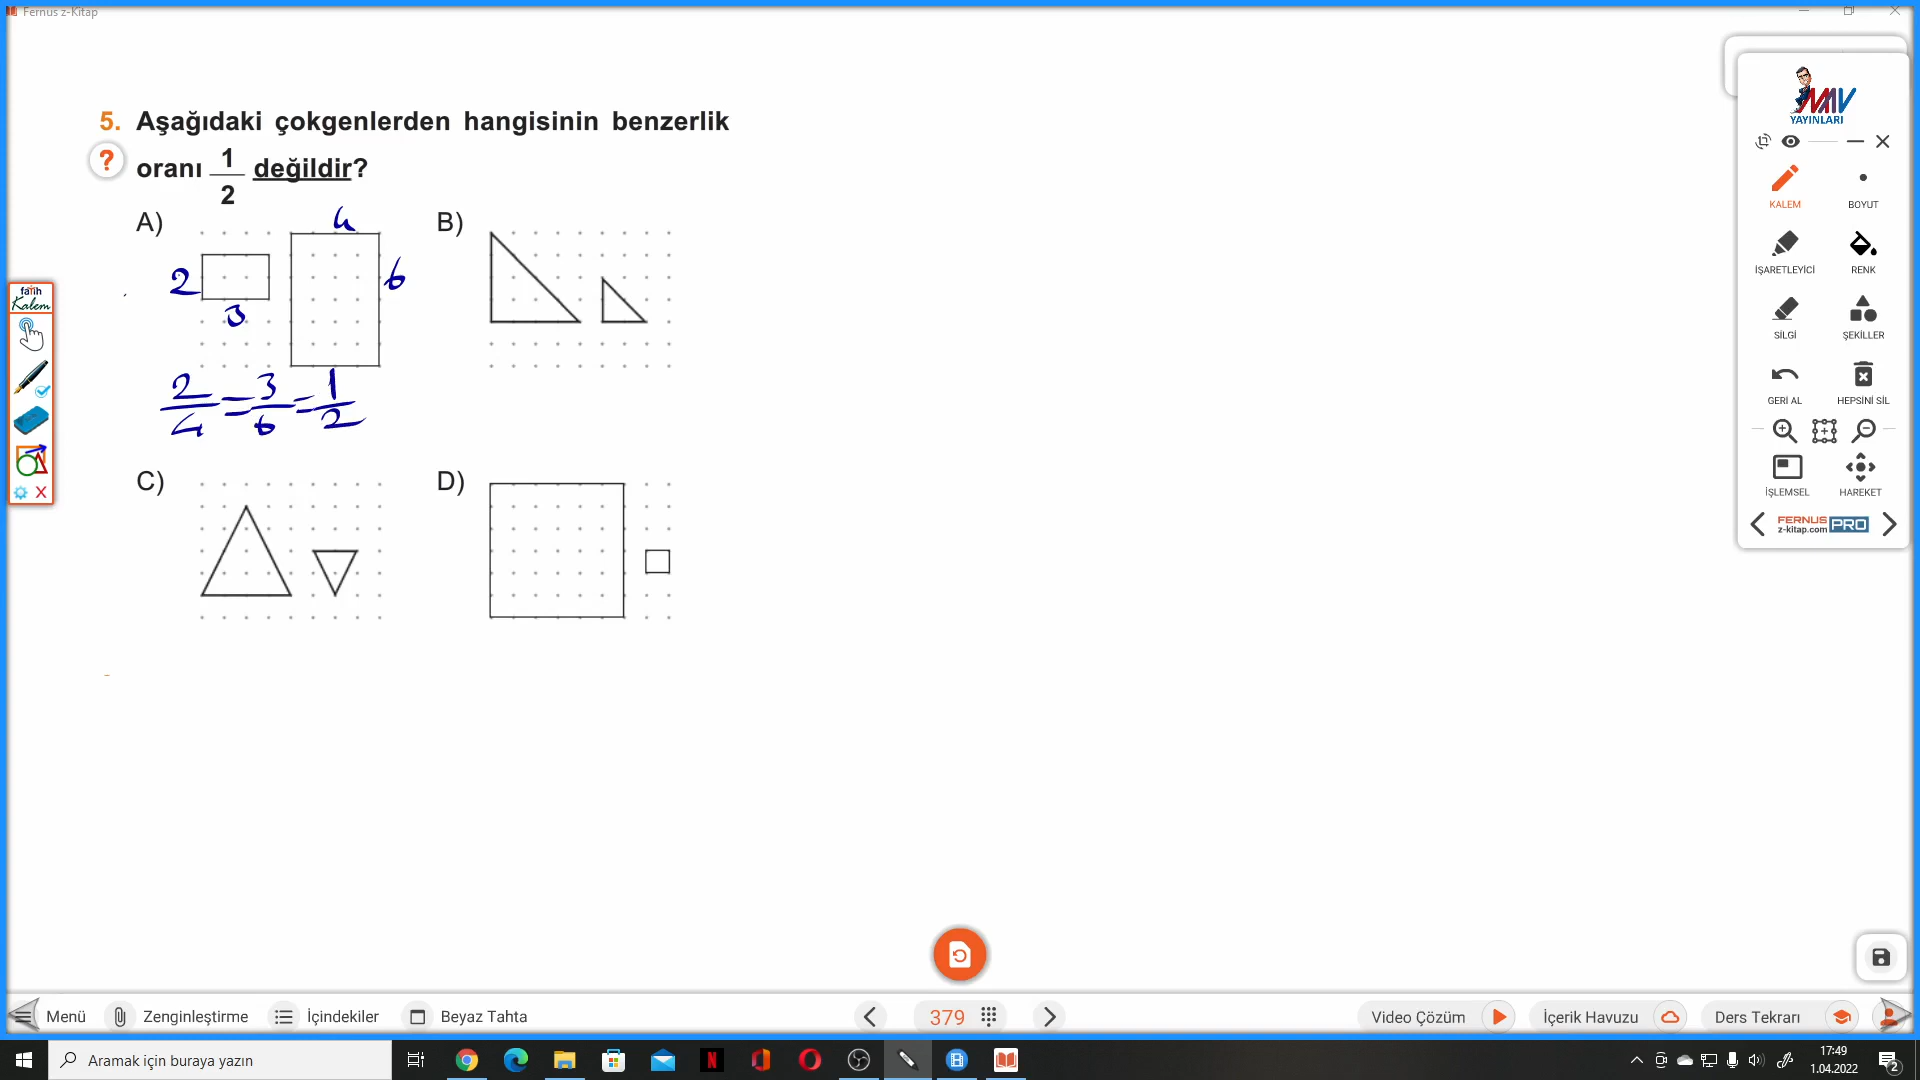 Fernus z-Kitap
5. Aşağıdaki çokgenlerden hangisinin benzerlik
? oranı 1/2 değildir?
A)
4
2
6
3
2/4 = 3/6 = 1/2
B)
C)
D)
fatih
Kalem
X
MAV
YAYINLARI
KALEM BOYUT
İŞARETLEYİCİ RENK
SİLGİ ŞEKİLLER
GERİ AL HEPSİNİ SİL
İŞLEMSEL HAREKET
FERNUS PRO
z-kitap.com
Menü Zenginleştirme İçindekiler Beyaz Tahta 379 Video Çözüm İçerik Havuzu Ders Tekrarı
Aramak için buraya yazın
17:49
1.04.2022
2